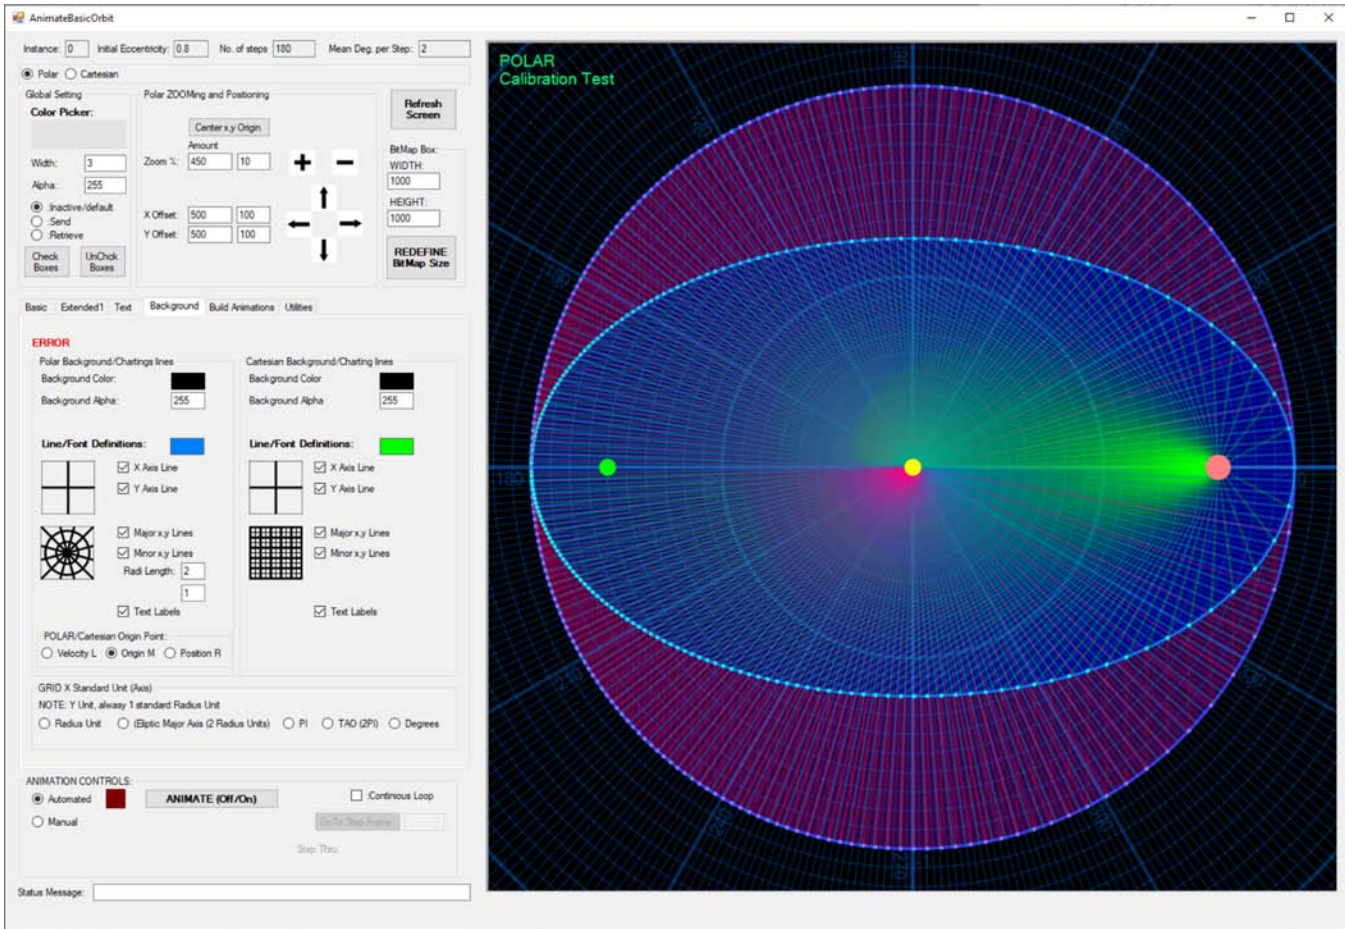 AnimateBasicOrbit
Instance: 0 Initial Eccentricity: 0.8 No. of steps 180 Mean Deg. per Step: 2
Polar Cartesian
Global Setting
Color Picker:
Width: 3
Alpha: 255
:Inactive/default
:Send
:Retrieve
Check Boxes
UnChck Boxes
Polar ZOOMing and Positioning
Center x,y Origin
Amount
Zoom %: 450 10
X Offset: 500 100
Y Offset: 500 100
Refresh
Screen
BitMap Box:
WIDTH:
1000
HEIGHT:
1000
REDEFINE
BitMap Size
Basic Extended1 Text Background Build Animations Utilities
ERROR
Polar Background/Chartings lines
Background Color:
Background Alpha: 255
Line/Font Definitions:
X Axis Line
Y Axis Line
Major x,y Lines
Minor x,y Lines
Radi Length: 2
1
Text Labels
POLAR/Cartesian Origin Point:
Velocity L Origin M Position R
Cartesian Background/Charting lines
Background Color
Background Alpha 255
Line/Font Definitions:
X Axis Line
Y Axis Line
Major x,y Lines
Minor x,y Lines
Text Labels
GRID X Standard Unit (Axis)
NOTE: Y Unit, alwasy 1 standard Radius Unit
Radius Unit (Eliptic Major Axis (2 Radius Units) PI TAO (2PI) Degrees
ANIMATION CONTROLS:
Automated ANIMATE (Off/On) :Continious Loop
Manual Go To Step Frame:
Step Thru:
Status Message:
POLAR
Calibration Test
180
0